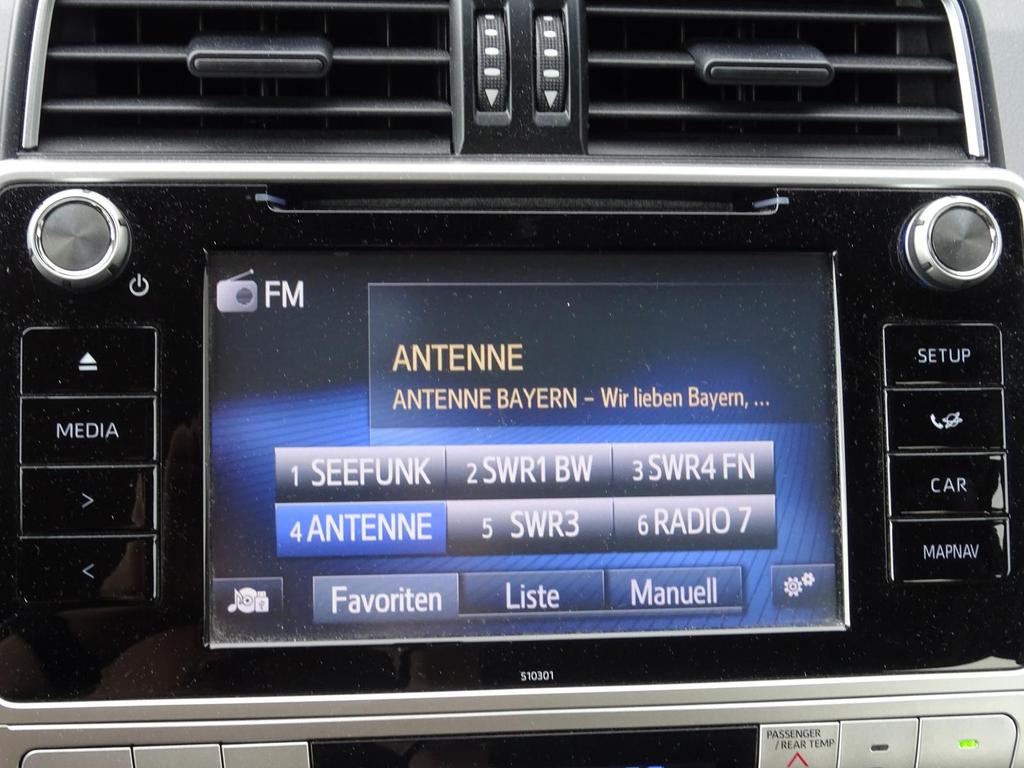 FM
ANTENNE
ANTENNE BAYERN – Wir lieben Bayern, ...
1 SEEFUNK 2 SWR1 BW 3 SWR4 FN
4 ANTENNE 5 SWR3 6 RADIO 7
Favoriten Liste Manuell
MEDIA
>
<
SETUP
CAR
MAPNAV
510301
PASSENGER
/ REAR TEMP